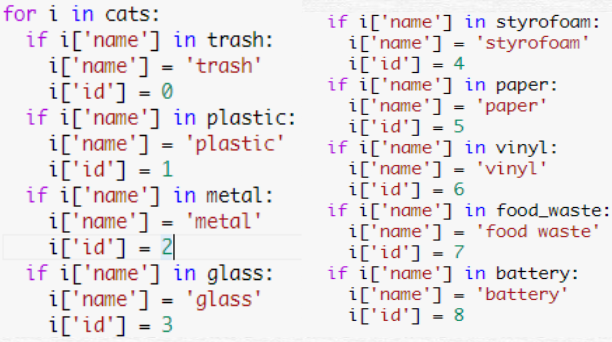 for i in cats:
  if i['name'] in trash:
    i['name'] = 'trash'
    i['id'] = 0
  if i['name'] in plastic:
    i['name'] = 'plastic'
    i['id'] = 1
  if i['name'] in metal:
    i['name'] = 'metal'
    i['id'] = 2
  if i['name'] in glass:
    i['name'] = 'glass'
    i['id'] = 3
  if i['name'] in styrofoam:
    i['name'] = 'styrofoam'
    i['id'] = 4
  if i['name'] in paper:
    i['name'] = 'paper'
    i['id'] = 5
  if i['name'] in vinyl:
    i['name'] = 'vinyl'
    i['id'] = 6
  if i['name'] in food_waste:
    i['name'] = 'food waste'
    i['id'] = 7
  if i['name'] in battery:
    i['name'] = 'battery'
    i['id'] = 8